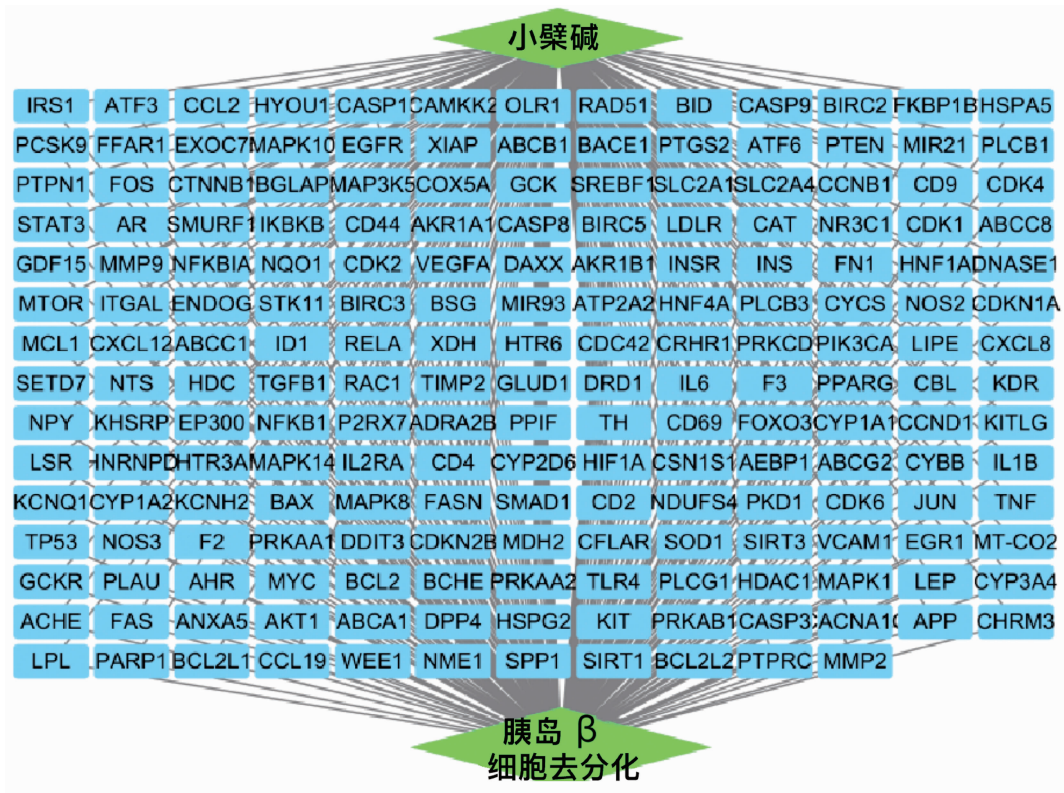 小檗碱
IRS1 ATF3 CCL2 HYOU1 CASP1 CAMKK2 OLR1 RAD51 BID CASP9 BIRC2 FKBP1B HSPA5
PCSK9 FFAR1 EXOC7 MAPK10 EGFR XIAP ABCB1 BACE1 PTGS2 ATF6 PTEN MIR21 PLCB1
PTPN1 FOS CTNNB1 BGLAP MAP3K5 COX5A GCK SREBF1 SLC2A1 SLC2A4 CCNB1 CD9 CDK4
STAT3 AR SMURF1 IKBKB CD44 AKR1A1 CASP8 BIRC5 LDLR CAT NR3C1 CDK1 ABCC8
GDF15 MMP9 NFKBIA NQO1 CDK2 VEGFA DAXX AKR1B1 INSR INS FN1 HNF1A DNASE1
MTOR ITGAL ENDOG STK11 BIRC3 BSG MIR93 ATP2A2 HNF4A PLCB3 CYCS NOS2 CDKN1A
MCL1 CXCL12 ABCC1 ID1 RELA XDH HTR6 CDC42 CRHR1 PRKCD PIK3CA LIPE CXCL8
SETD7 NTS HDC TGFB1 RAC1 TIMP2 GLUD1 DRD1 IL6 F3 PPARG CBL KDR
NPY KHSRP EP300 NFKB1 P2RX7 ADRA2B PPIF TH CD69 FOXO3 CYP1A1 CCND1 KITLG
LSR HNRNPD HTR3A MAPK14 IL2RA CD4 CYP2D6 HIF1A CSN1S1 AEBP1 ABCG2 CYBB IL1B
KCNQ1 CYP1A2 KCNH2 BAX MAPK8 FASN SMAD1 CD2 NDUFS4 PKD1 CDK6 JUN TNF
TP53 NOS3 F2 PRKAA1 DDIT3 CDKN2B MDH2 CFLAR SOD1 SIRT3 VCAM1 EGR1 MT-CO2
GCKR PLAU AHR MYC BCL2 BCHE PRKAA2 TLR4 PLCG1 HDAC1 MAPK1 LEP CYP3A4
ACHE FAS ANXA5 AKT1 ABCA1 DPP4 HSPG2 KIT PRKAB1 CASP3 APP CHRM3
LPL PARP1 BCL2L1 CCL19 WEE1 NME1 SPP1 SIRT1 BCL2L2 PTPRC MMP2
胰岛 β
细胞去分化